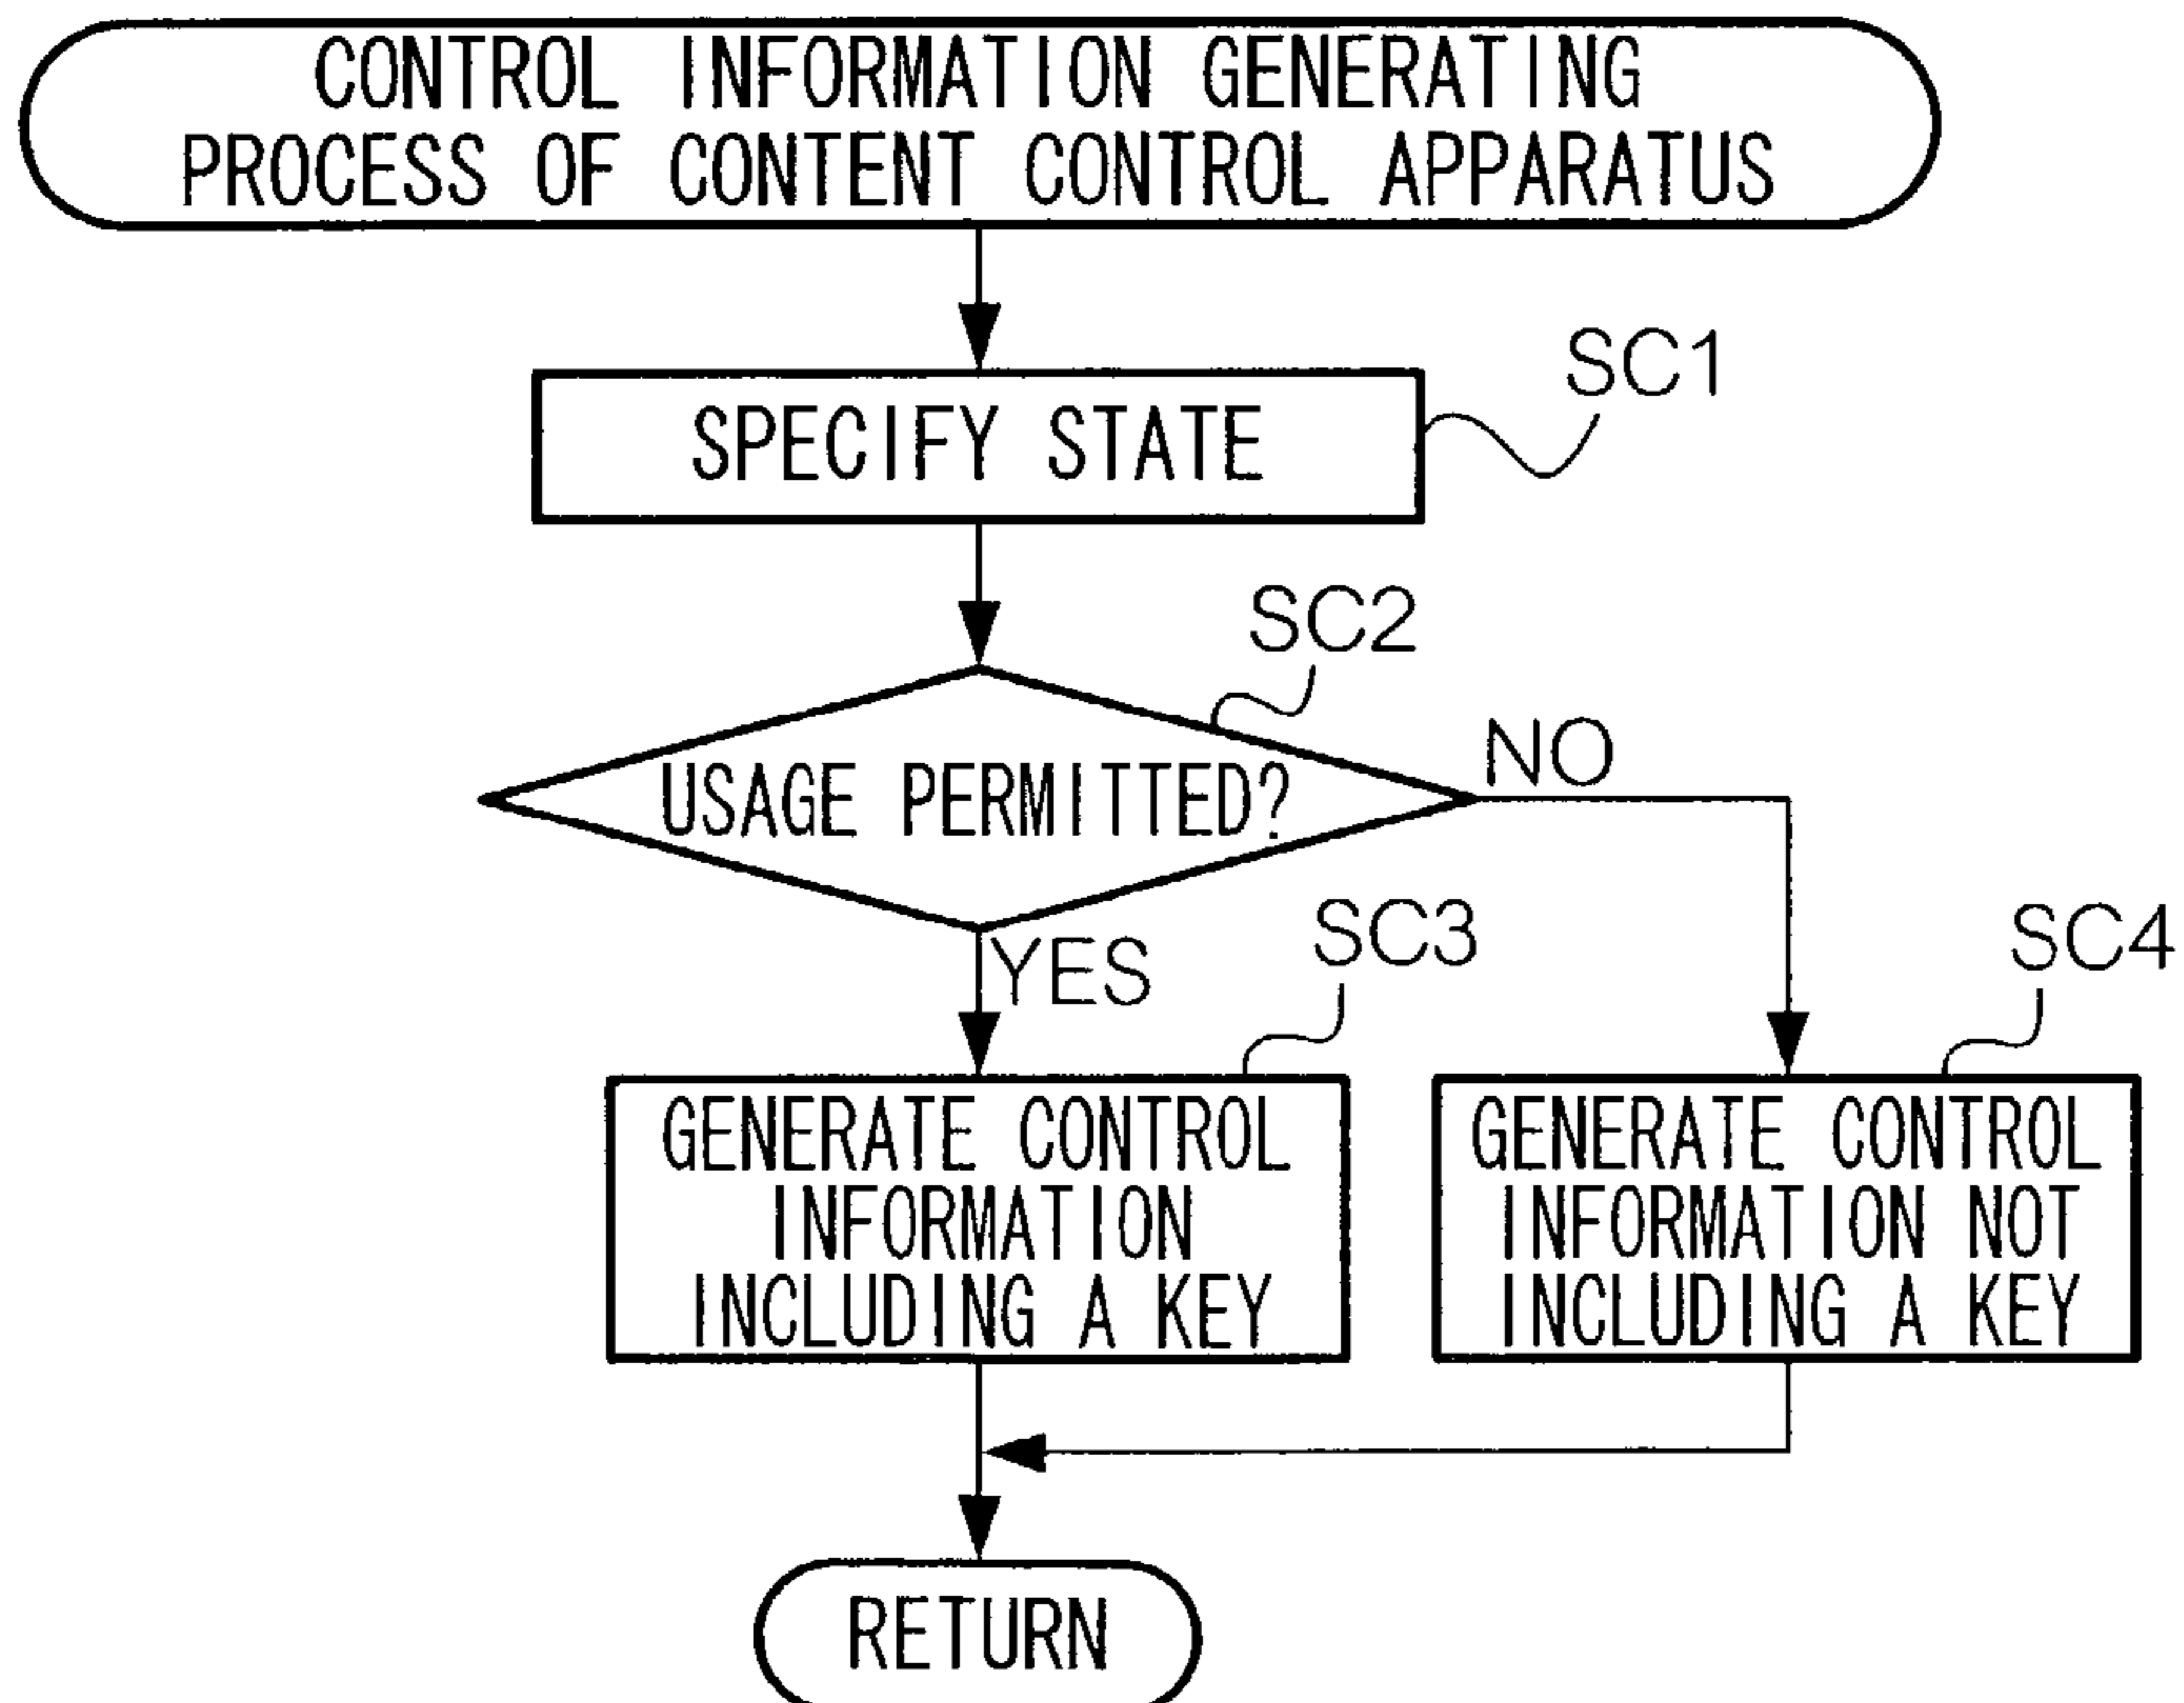 CONTROL INFORMATION GENERATING
PROCESS OF CONTENT CONTROL APPARATUS
SC1
SPECIFY STATE
SC2
USAGE PERMITTED?
NO
YES
SC3
SC4
GENERATE CONTROL
INFORMATION
INCLUDING A KEY
GENERATE CONTROL
INFORMATION NOT
INCLUDING A KEY
RETURN